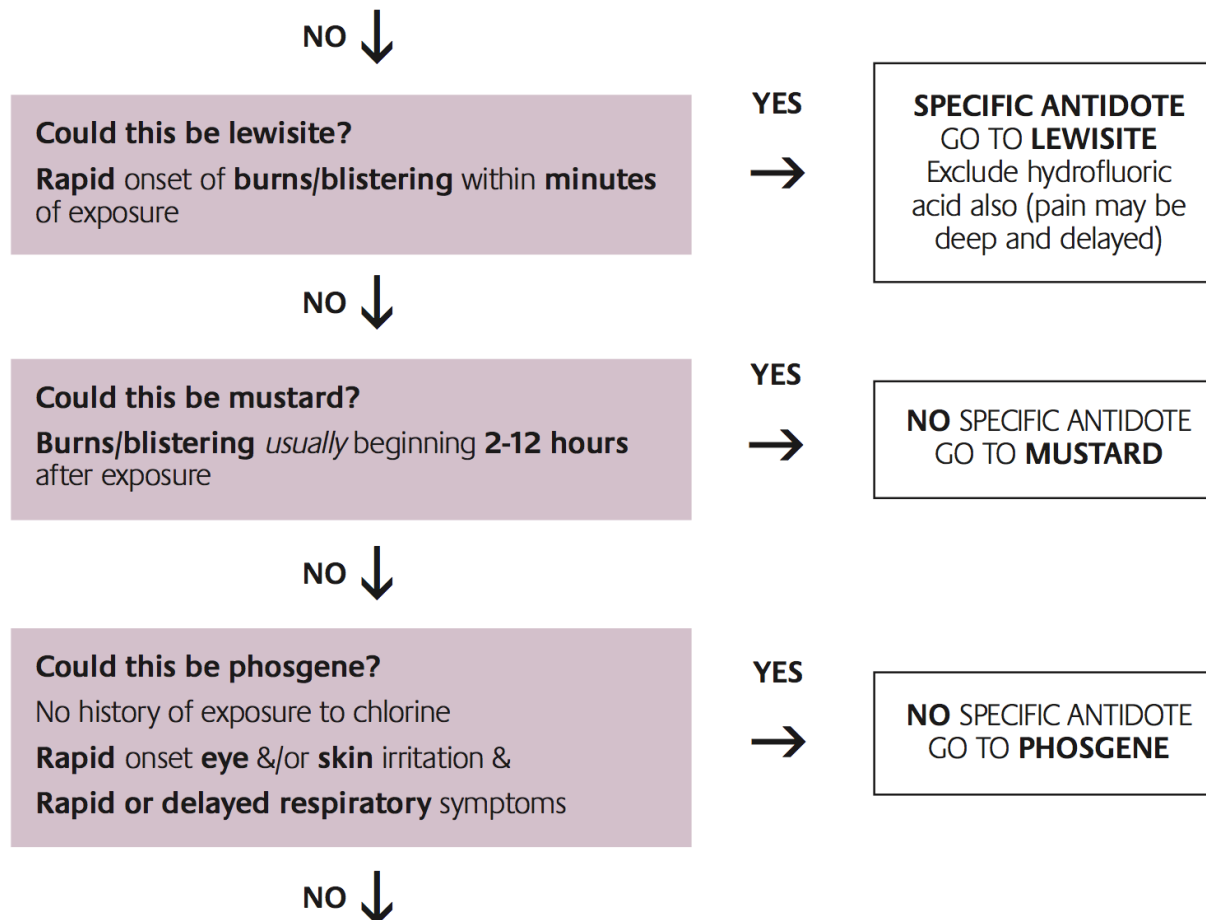 NO
Could this be lewisite?
Rapid onset of burns/blistering within minutes
of exposure
YES
SPECIFIC ANTIDOTE
GO TO LEWISITE
Exclude hydrofluoric
acid also (pain may be
deep and delayed)
NO
Could this be mustard?
Burns/blistering usually beginning 2-12 hours
after exposure
YES
NO SPECIFIC ANTIDOTE
GO TO MUSTARD
NO
Could this be phosgene?
No history of exposure to chlorine
Rapid onset eye &/or skin irritation &
Rapid or delayed respiratory symptoms
YES
NO SPECIFIC ANTIDOTE
GO TO PHOSGENE
NO